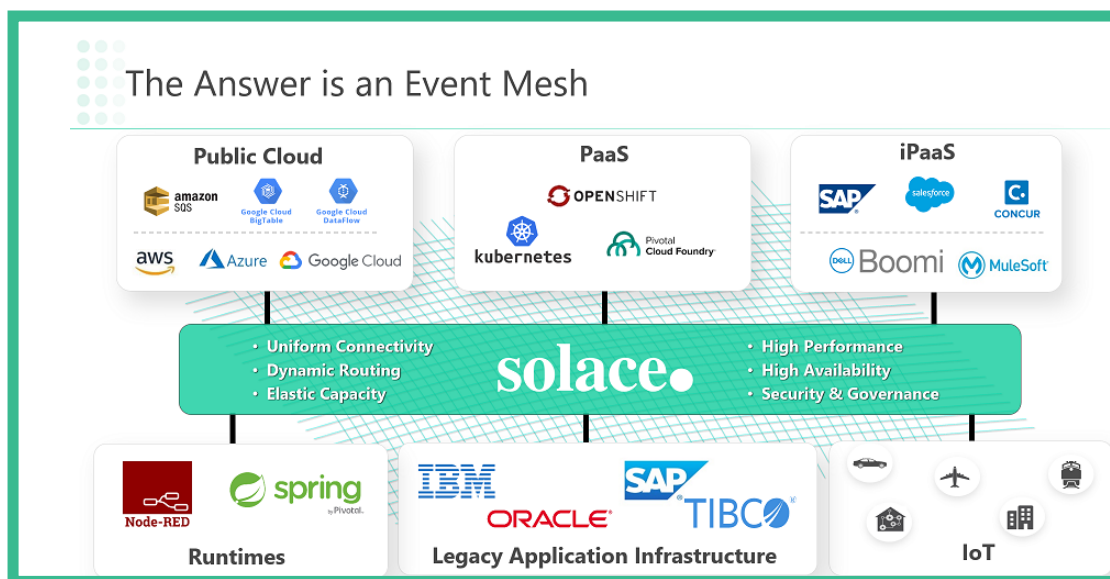 The Answer is an Event Mesh
Public Cloud
amazon
SQS
Google Cloud
BigTable
Google Cloud
DataFlow
aws
Azure
Google Cloud
PaaS
OPENSHIFT
kubernetes
Pivotal
Cloud Foundry
iPaaS
SAP
salesforce
C.
CONCUR
DELL
Boomi
M
MuleSoft
• Uniform Connectivity
• Dynamic Routing
• Elastic Capacity
solace.
• High Performance
• High Availability
• Security & Governance
Node-RED
spring
by Pivotal.
Runtimes
IBM
SAP
ORACLE
TIBCO
Legacy Application Infrastructure
IoT